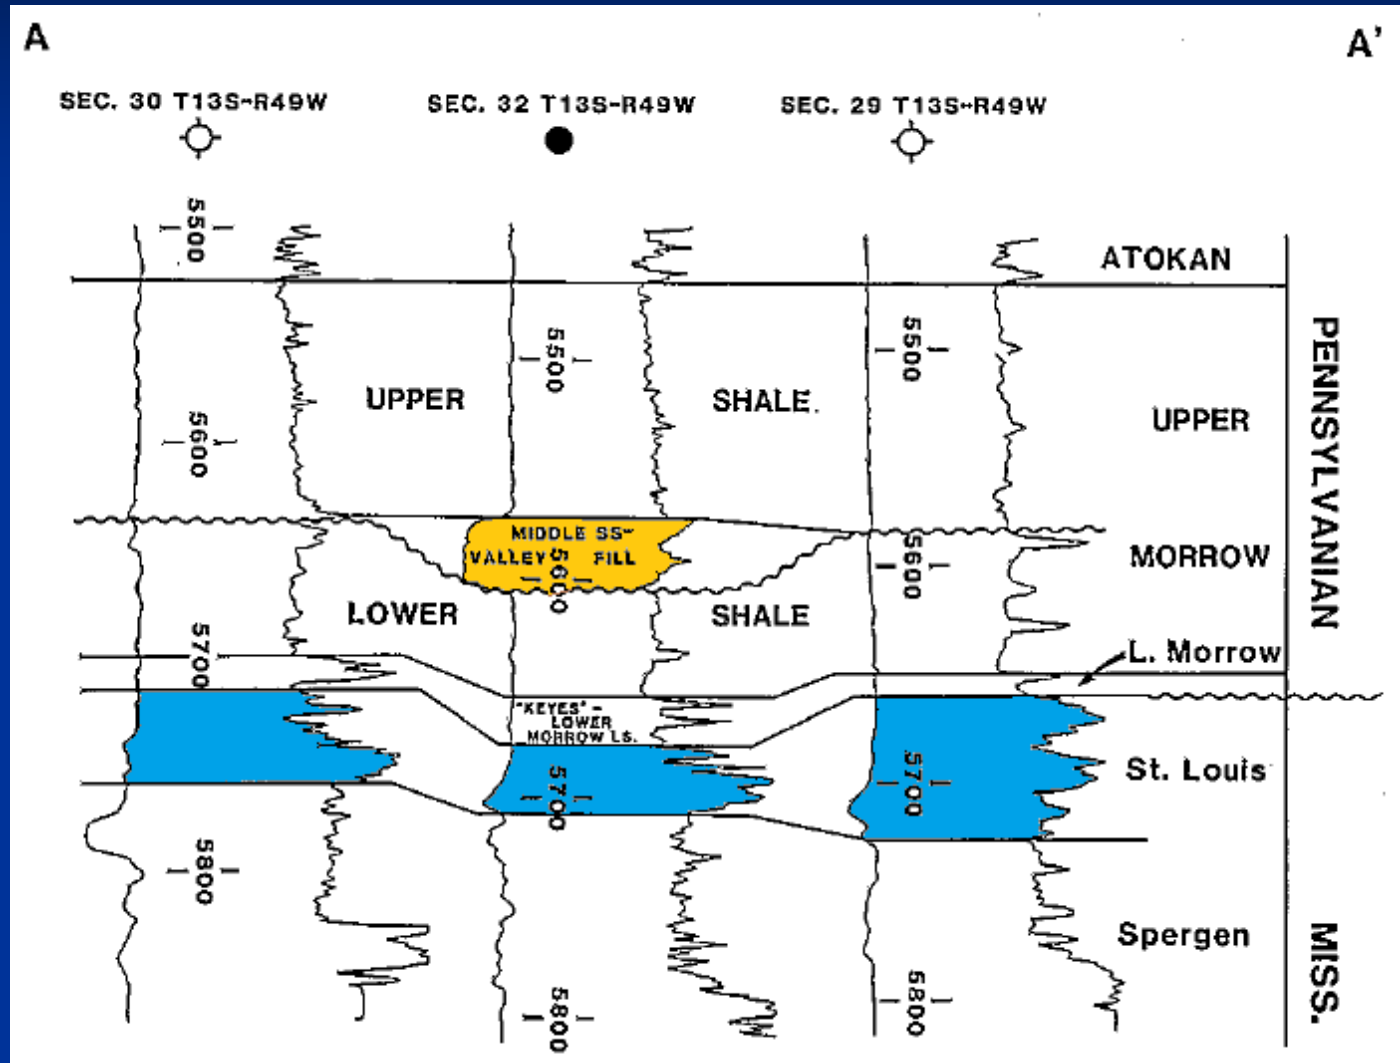 A
A'
SEC. 30 T13S-R49W
SEC. 32 T13S-R49W
SEC. 29 T13S-R49W
5500
ATOKAN
5500
5500
PENNSYLVANIAN
UPPER
SHALE.
UPPER
5600
MIDDLE SS-
VALLEY FILL
5600
5600
MORROW
LOWER
SHALE
5700
L. Morrow
"KEYES" -
LOWER
MORROW LS.
St. Louis
5700
5700
5800
Spergen
MISS.
5800
5800